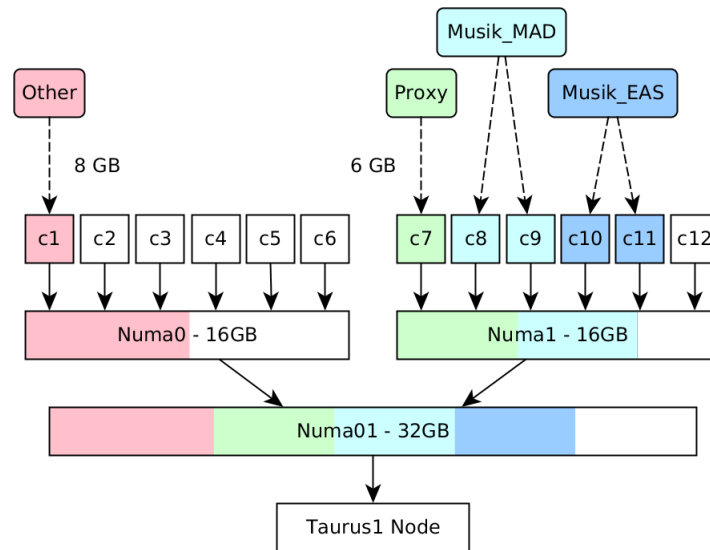 Musik_MAD
Other
Proxy
Musik_EAS
8 GB
6 GB
c1 c2 c3 c4 c5 c6 c7 c8 c9 c10 c11 c12
Numa0 - 16GB
Numa1 - 16GB
Numa01 - 32GB
Taurus1 Node